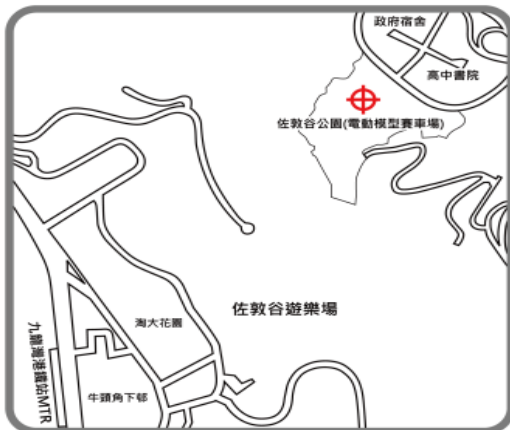 政府宿舍
高中書院
佐敦谷公園(電動模型賽車場)
佐敦谷遊樂場
淘大花園
九龍灣港鐵站MTR
牛頭角下邨